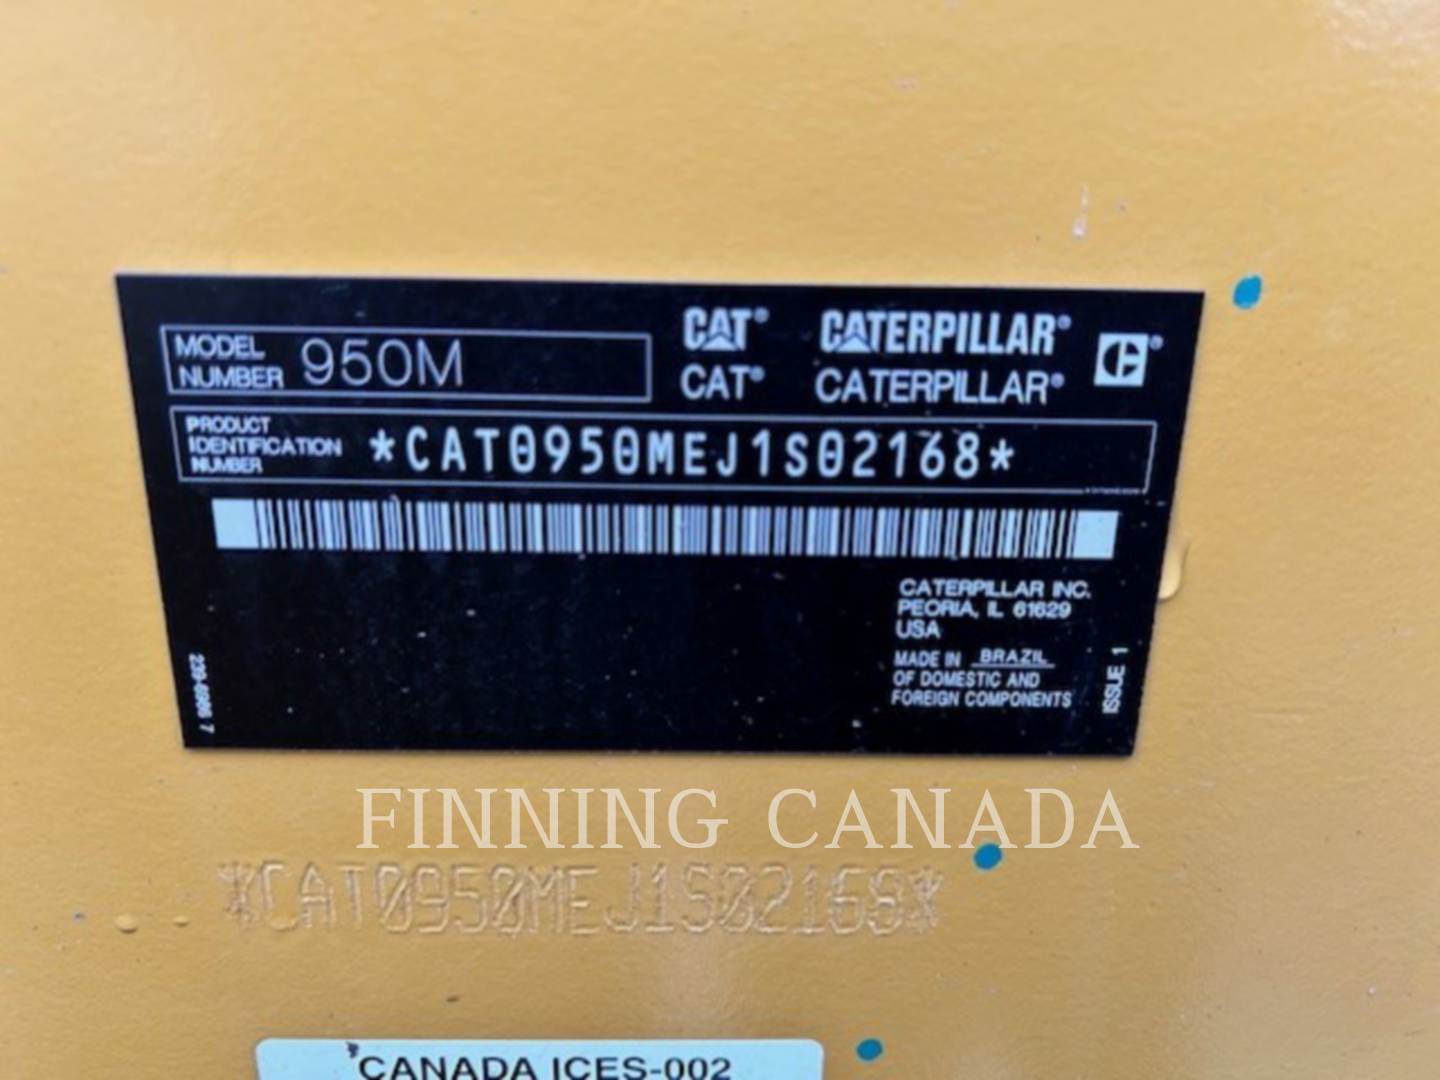 MODEL NUMBER 950M
CAT® CATERPILLAR®
CAT® CATERPILLAR®
PRODUCT
IDENTIFICATION
NUMBER
*CAT0950MEJ1S02168*
CATERPILLAR INC.
PEORIA, IL 61629
USA
MADE IN BRAZIL
OF DOMESTIC AND
FOREIGN COMPONENTS
ISSUE 1
FINNING CANADA
*CAT0950MEJ1S02168*
CANADA ICES-002